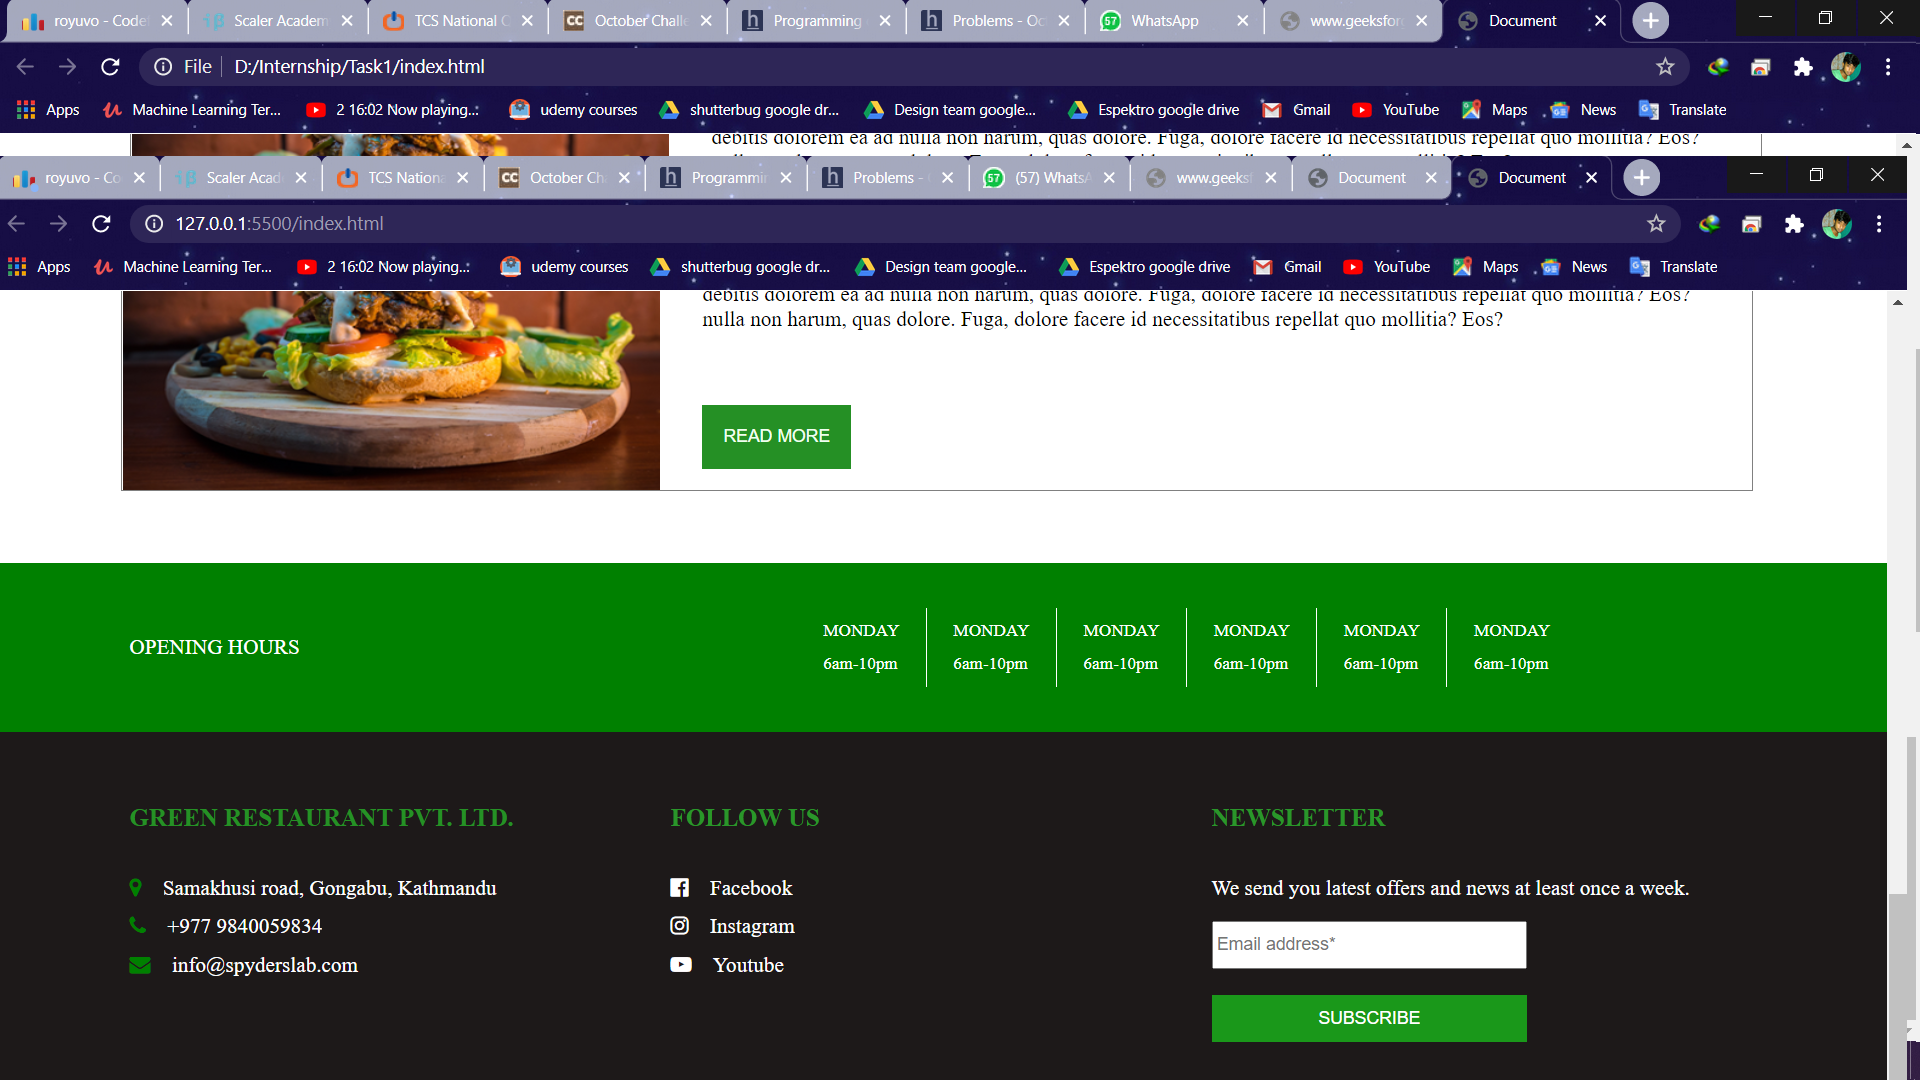 royuvo - Code
Scaler Academ
TCS National
October Challe
Programming
Problems - Oc
57
WhatsApp
www.geeksfor
Document
File
D:/Internship/Task1/index.html
Apps
Machine Learning Ter...
2 16:02 Now playing...:
udemy courses
shutterbug google dr...
Design team google...
Espektro google drive
Gmail
YouTube
Maps
News
Translate
debitis dolorem ea ad nulla non harum, quas dolore. Fuga, dolore facere id necessitatibus repellat quo mollitia? Eos?
royuvo - Co
Scaler Acad
TCS Nationa
CC
October Ch
Programmin
Problems -
57
(57) WhatsA
www.geeksf
Document
Document
127.0.0.1:5500/index.html
Apps
Machine Learning Ter...
2 16:02 Now playing...:
udemy courses
shutterbug google dr...
Design team google...
Espektro google drive
Gmail
YouTube
Maps
News
Translate
debitis dolorem ea ad nulla non harum, quas dolore. Fuga, dolore facere id necessitatibus repellat quo mollitia? Eos?
nulla non harum, quas dolore. Fuga, dolore facere id necessitatibus repellat quo mollitia? Eos?
READ MORE
OPENING HOURS
MONDAY MONDAY MONDAY MONDAY MONDAY MONDAY
6am-10pm 6am-10pm 6am-10pm 6am-10pm 6am-10pm 6am-10pm
GREEN RESTAURANT PVT. LTD.
Samakhusi road, Gongabu, Kathmandu
+977 9840059834
info@spyderslab.com
FOLLOW US
Facebook
Instagram
Youtube
NEWSLETTER
We send you latest offers and news at least once a week.
Email address*
SUBSCRIBE